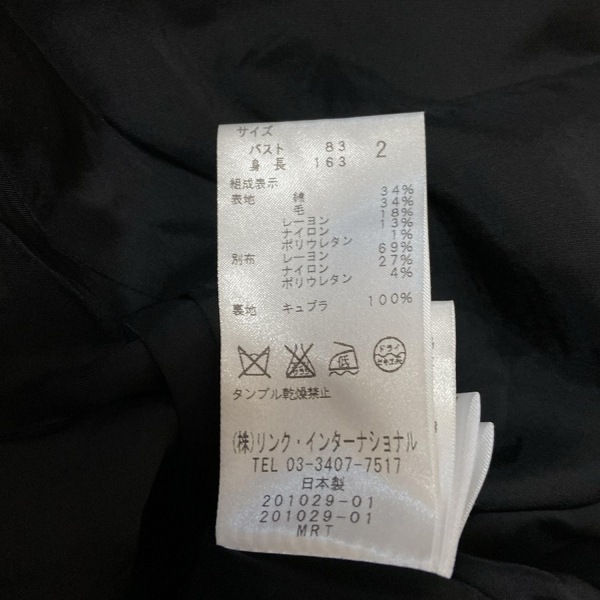 サイズ
バスト 83 2
身長 163
組成表示
表地 綿 34%
毛 34%
レーヨン 18%
ナイロン 13%
ポリウレタン 1%
別布 レーヨン 69%
ナイロン 27%
ポリウレタン 4%
裏地 キュプラ 100%
低 ドライ
タンブル乾燥禁止
(株)リンク・インターナショナル
TEL 03-3407-7517
日本製
201029-01
201029-01
MRT